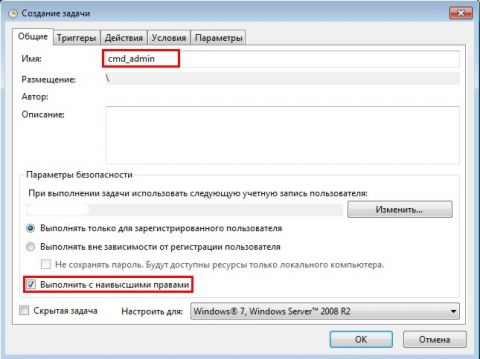 Создание задачи
Общие Триггеры Действия Условия Параметры
Имя: cmd_admin
Размещение: \
Автор:
Описание:
Параметры безопасности
При выполнении задачи использовать следующую учетную запись пользователя:
Изменить...
Выполнять только для зарегистрированного пользователя
Выполнять вне зависимости от регистрации пользователя
Не сохранять пароль. Будут доступны ресурсы только локального компьютера.
Выполнить с наивысшими правами
Скрытая задача Настроить для: Windows® 7, Windows Server™ 2008 R2
OK Отмена